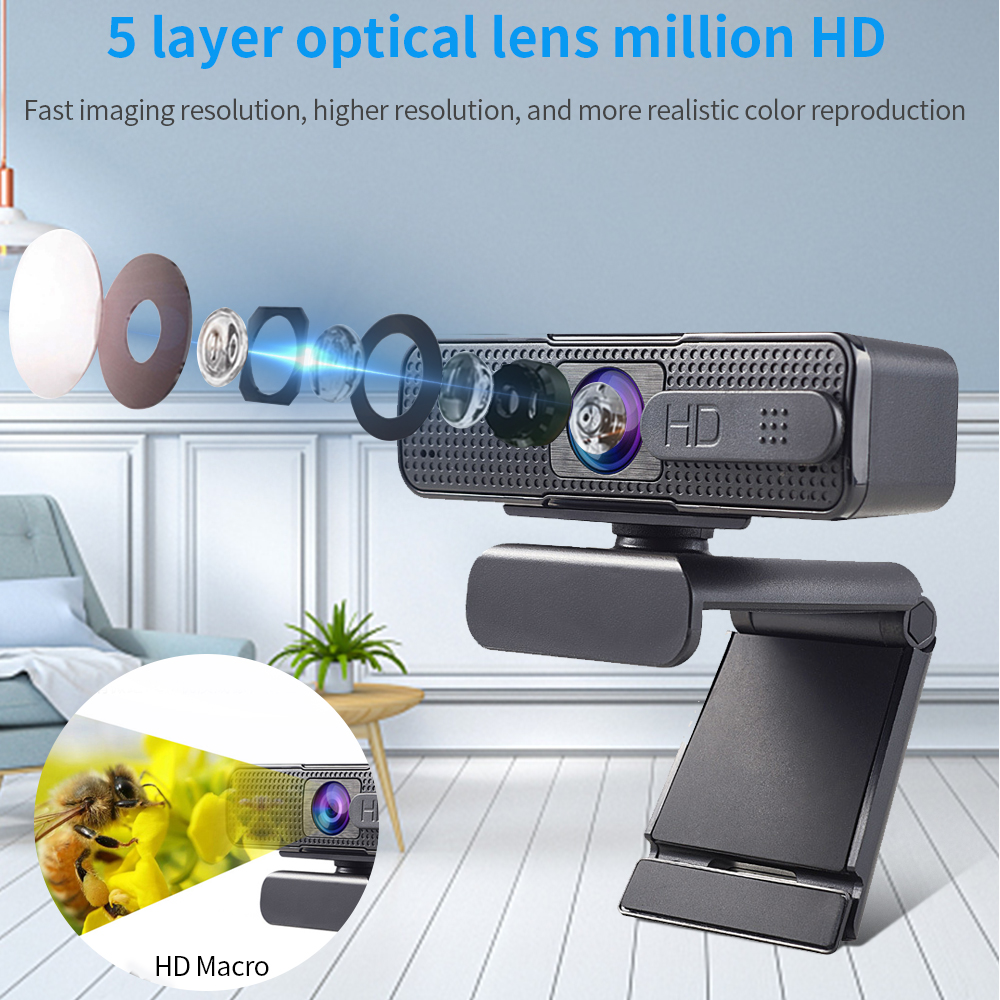 5 layer optical lens million HD
Fast imaging resolution, higher resolution, and more realistic color reproduction
HD
H
HD Macro